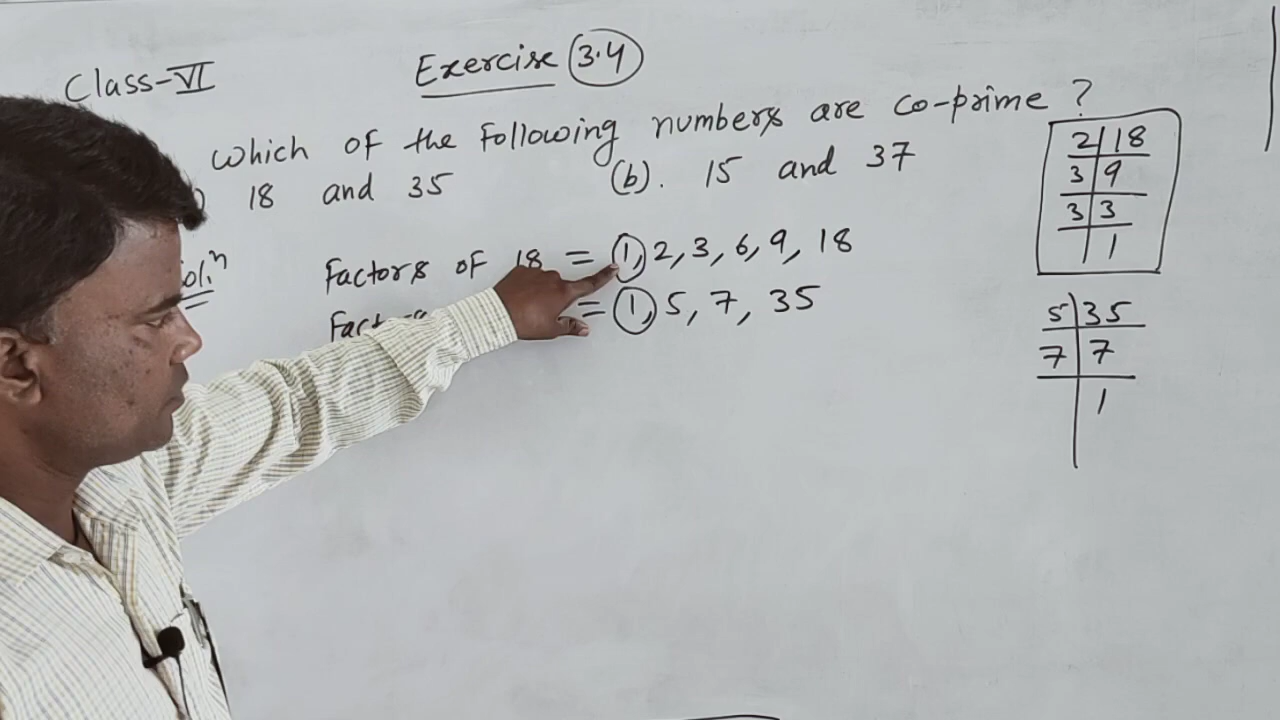 Class-VI
Exercise 3.4
Which of the following numbers are co-prime ?
) 18 and 35 (b). 15 and 37
Factors of 18 = 1, 2, 3, 6, 9, 18
= 1, 5, 7, 35
2 18
3 9
3 3
1
5 35
7 7
1